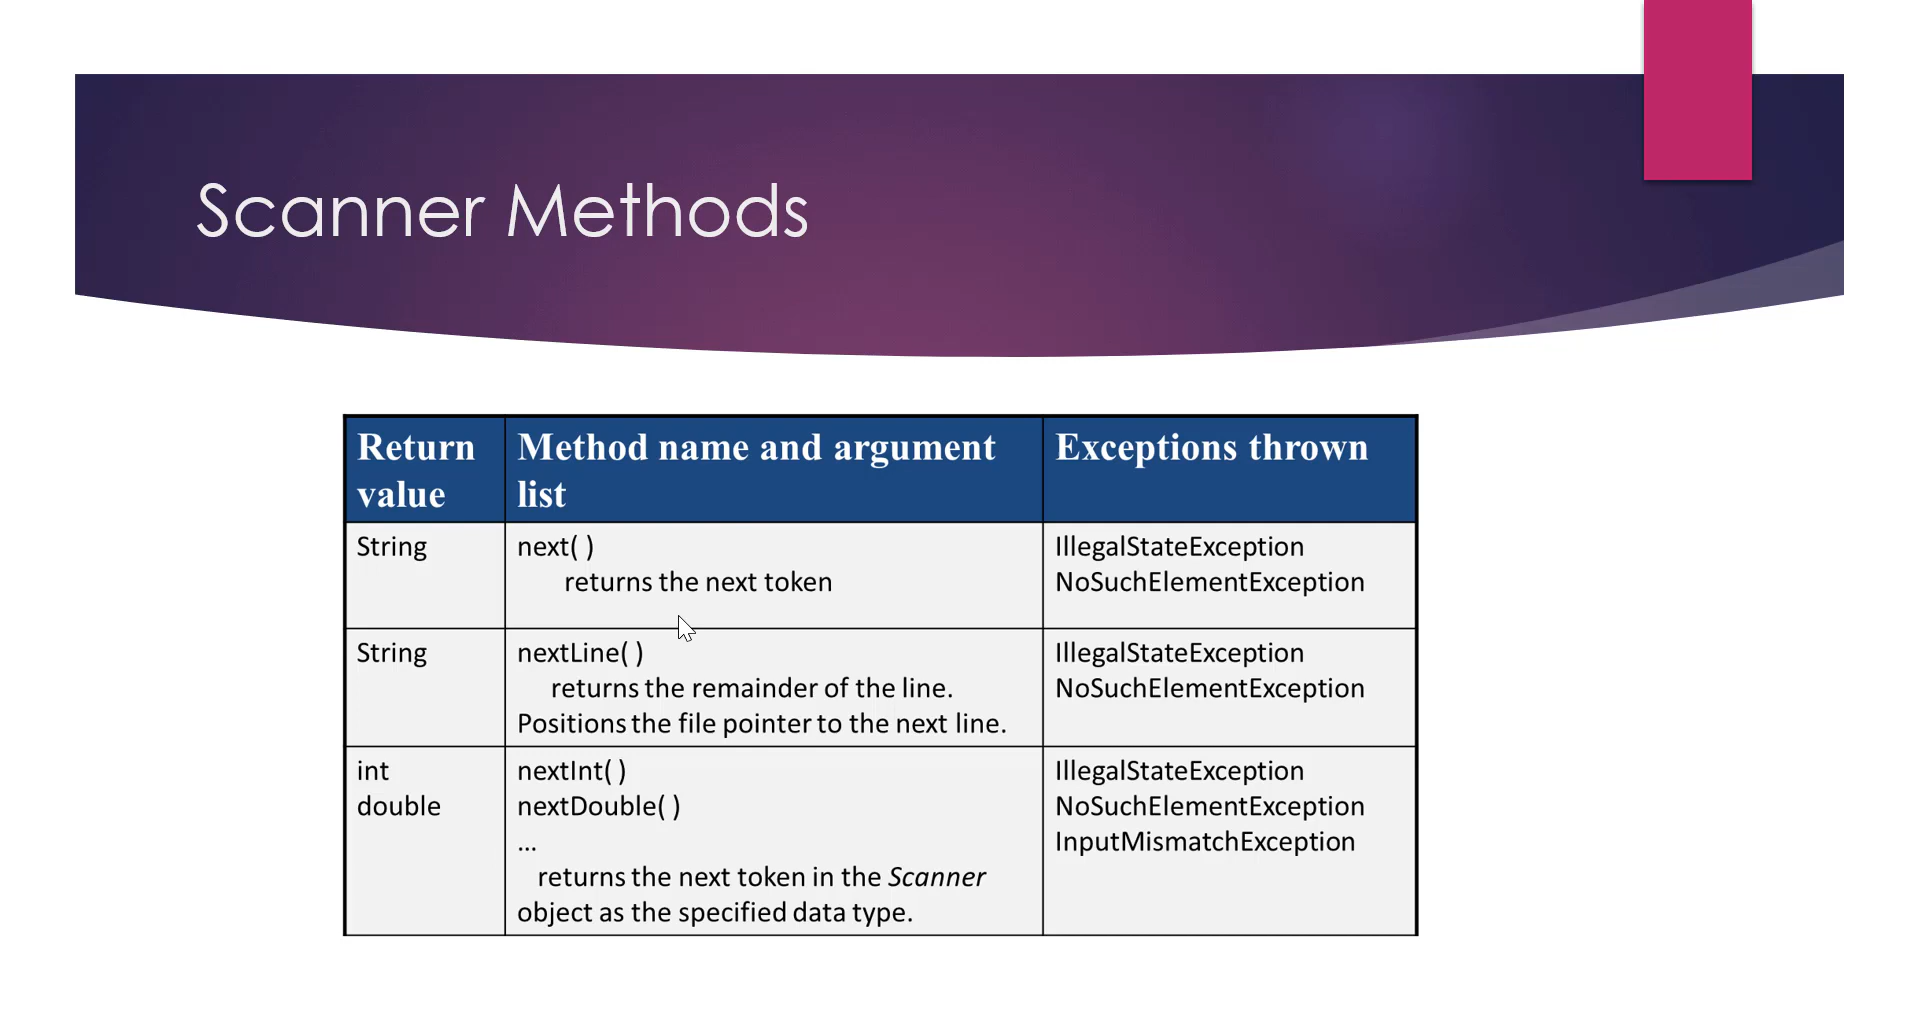 Scanner Methods
Return value
Method name and argument list
Exceptions thrown
String
next( )
returns the next token
IllegalStateException
NoSuchElementException
String
nextLine( )
returns the remainder of the line.
Positions the file pointer to the next line.
IllegalStateException
NoSuchElementException
int
double
nextInt( )
nextDouble( )
...
returns the next token in the Scanner
object as the specified data type.
IllegalStateException
NoSuchElementException
InputMismatchException